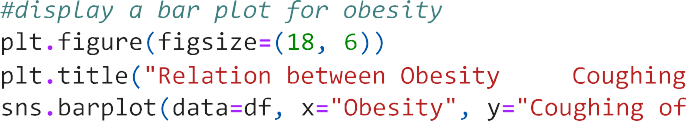 #display a bar plot for obesity
plt.figure(figsize=(18, 6))
plt.title("Relation between Obesity     Coughing
sns.barplot(data=df, x="Obesity", y="Coughing of